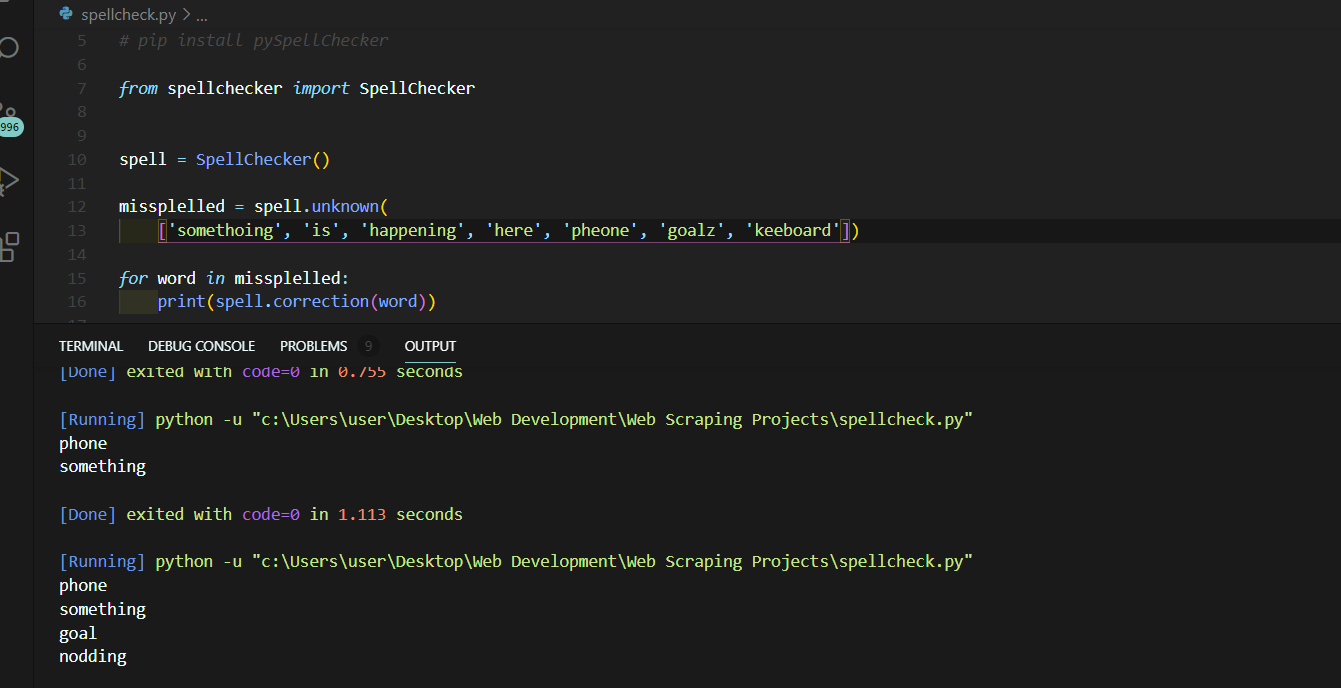 spellcheck.py > ...
5 # pip install pySpellChecker
6
7 from spellchecker import SpellChecker
8
9
10 spell = SpellChecker()
11
12 missplelled = spell.unknown(
13 ['somethoing', 'is', 'happening', 'here', 'pheone', 'goalz', 'keeboard'])
14
15 for word in missplelled:
16 print(spell.correction(word))
17
996
TERMINAL DEBUG CONSOLE PROBLEMS 9 OUTPUT
[Done] exited with code=0 in 0.755 seconds
[Running] python -u "c:\Users\user\Desktop\Web Development\Web Scraping Projects\spellcheck.py"
phone
something
[Done] exited with code=0 in 1.113 seconds
[Running] python -u "c:\Users\user\Desktop\Web Development\Web Scraping Projects\spellcheck.py"
phone
something
goal
nodding